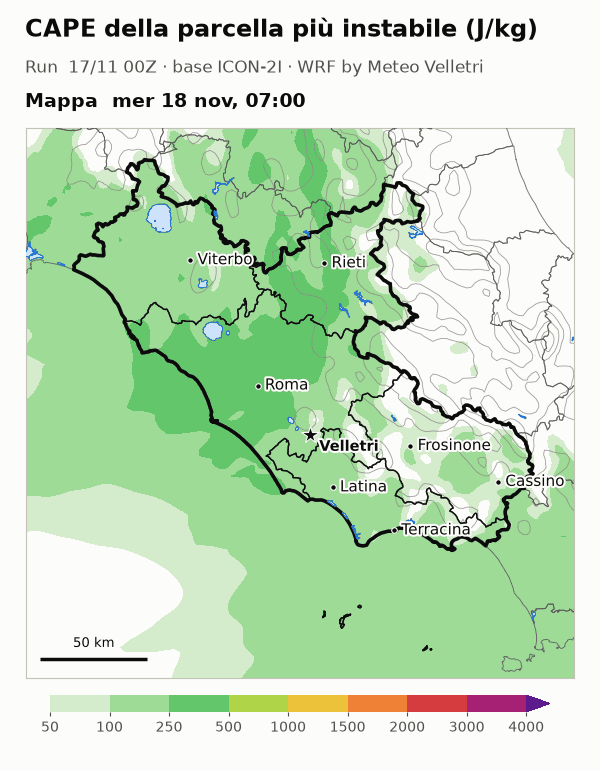 CAPE della parcella più instabile (J/kg)
Run 17/11 00Z · base ICON-2I · WRF by Meteo Velletri
Mappa mer 18 nov, 07:00
Viterbo
Rieti
Roma
Velletri
Frosinone
Latina
Cassino
Terracina
50 km
50 100 250 500 1000 1500 2000 3000 4000